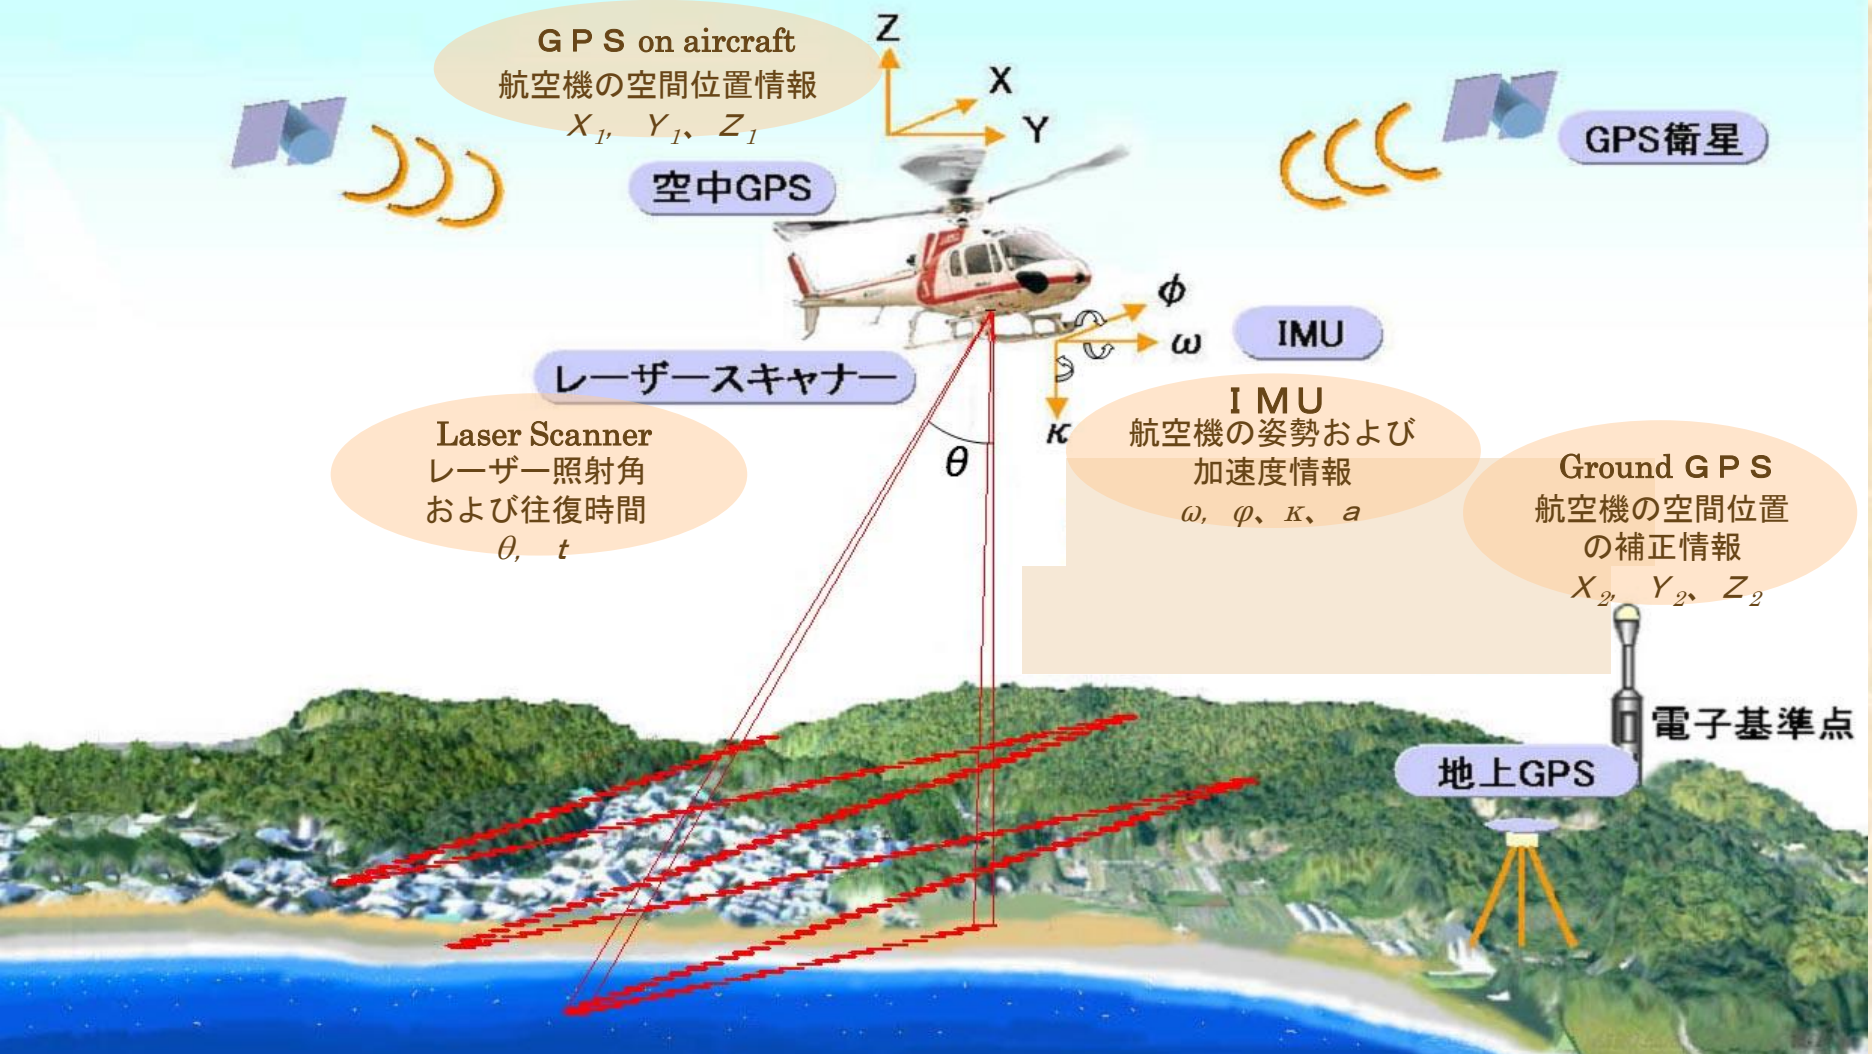 ＧＰＳ on aircraft
航空機の空間位置情報
X1, Y1、Z1
Z
X
Y
GPS衛星
空中GPS
ϕ
ω
κ
IMU
レーザースキャナー
θ
Laser Scanner
レーザー照射角
および往復時間
θ, t
ＩＭＵ
航空機の姿勢および
加速度情報
ω, φ、κ、a
Ground ＧＰＳ
航空機の空間位置
の補正情報
X2, Y2、Z2
電子基準点
地上GPS